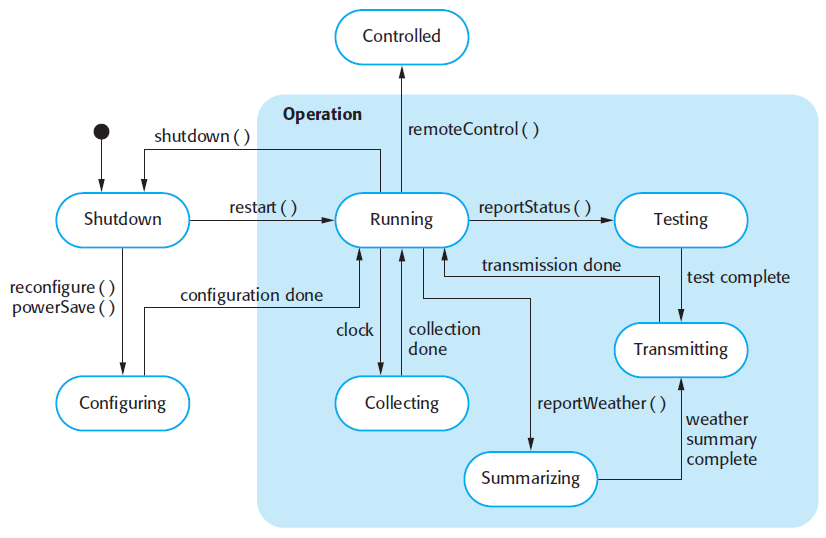 Controlled
Operation
remoteControl ( )
shutdown ( )
Shutdown
restart ( )
Running
reportStatus ( )
Testing
reconfigure ( )
powerSave ( )
configuration done
transmission done
test complete
clock
collection
done
Transmitting
Configuring
Collecting
reportWeather ( )
weather
summary
complete
Summarizing